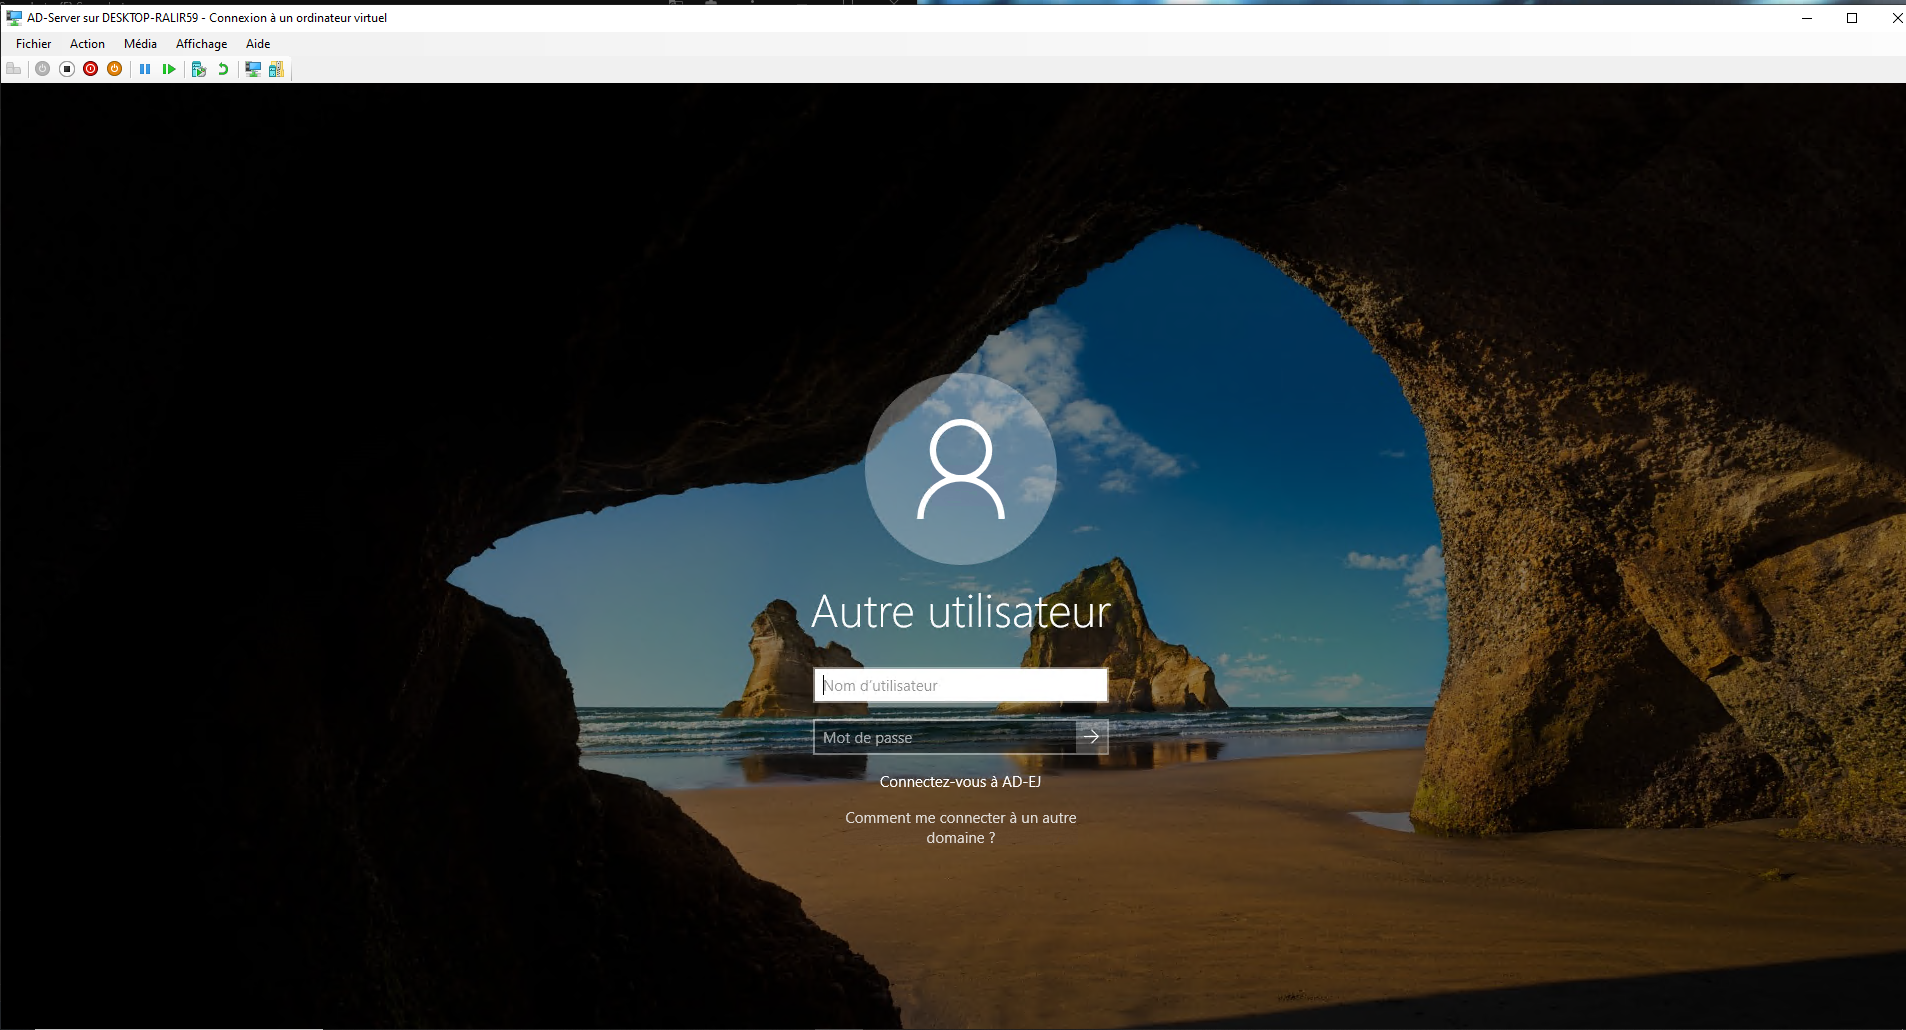 AD-Server sur DESKTOP-RALIR59 - Connexion à un ordinateur virtuel
Fichier Action Média Affichage Aide
Autre utilisateur
Nom d'utilisateur
Mot de passe
Connectez-vous à AD-EJ
Comment me connecter à un autre
domaine ?